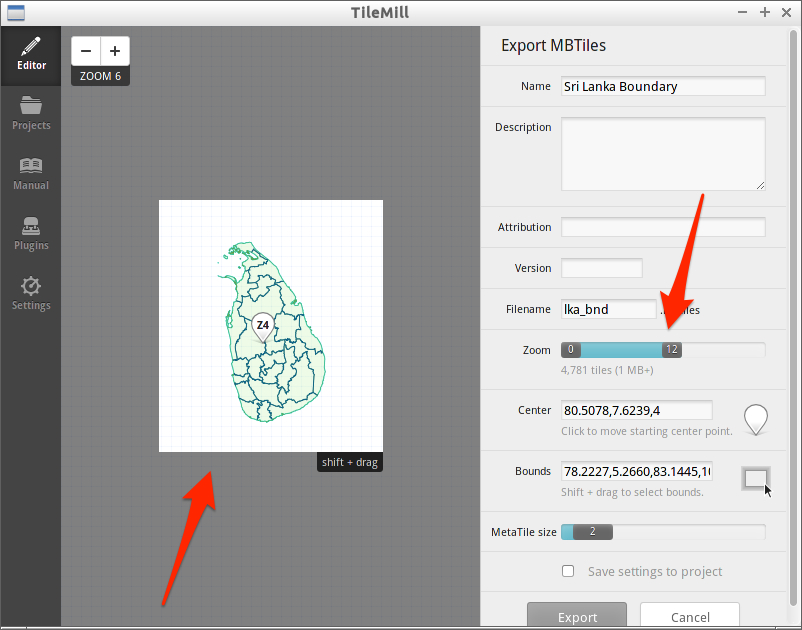 TileMill
Editor
Projects
Manual
Plugins
Settings
− +
ZOOM 6
Z4
shift + drag
Export MBTiles
Name Sri Lanka Boundary
Description
Attribution
Version
Filename lka_bnd
Zoom 0 12
4,781 tiles (1 MB+)
Center 80.5078,7.6239,4
Click to move starting center point.
Bounds 78.2227,5.2660,83.1445,1
Shift + drag to select bounds.
MetaTile size 2
Save settings to project
Export Cancel